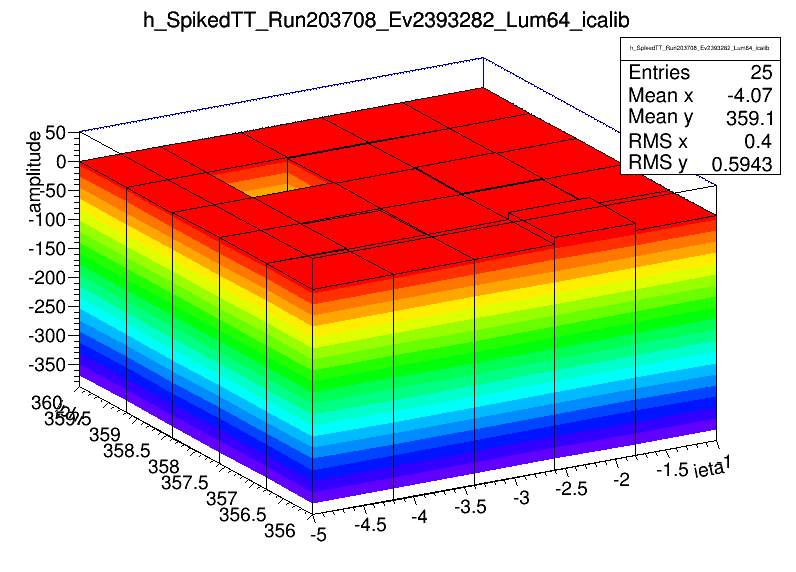 h_SpikedTT_Run203708_Ev2393282_Lum64_icalib
h_SpikedTT_Run203708_Ev2393282_Lum64_icalib
Entries 25
Mean x -4.07
Mean y 359.1
RMS x 0.4
RMS y 0.5943
amplitude
50
0
-50
-100
-150
-200
-250
-300
-350
360
359.5
359
358.5
358
357.5
357
356.5
356
-5
-4.5
-4
-3.5
-3
-2.5
-2
-1.5
ieta